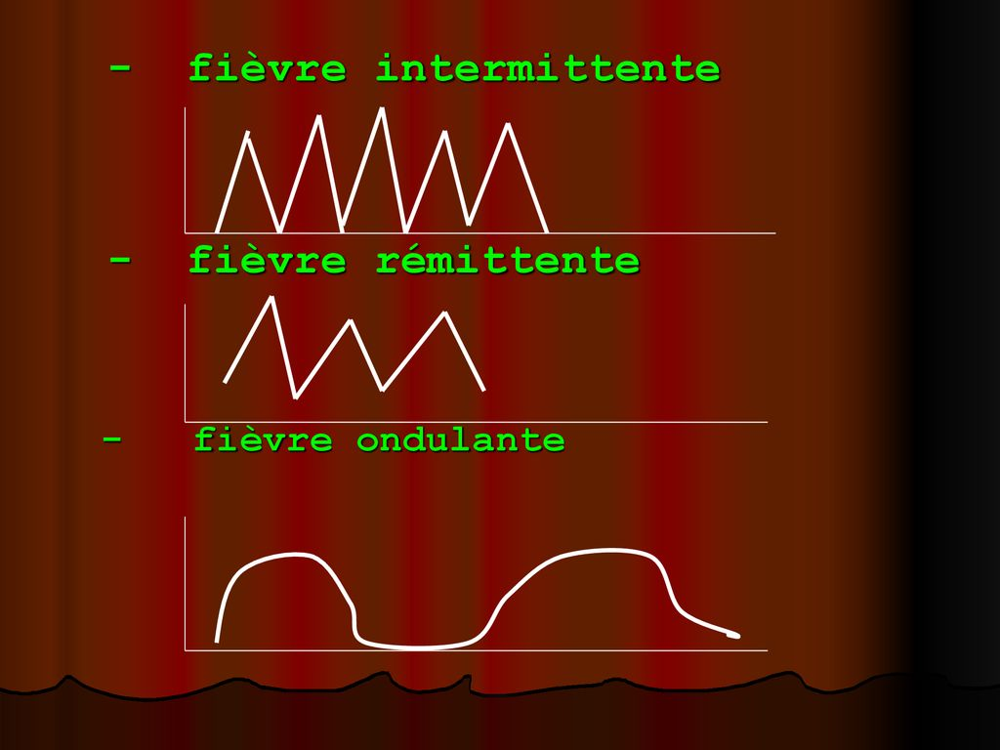 - fièvre intermittente
- fièvre rémittente
- fièvre ondulante